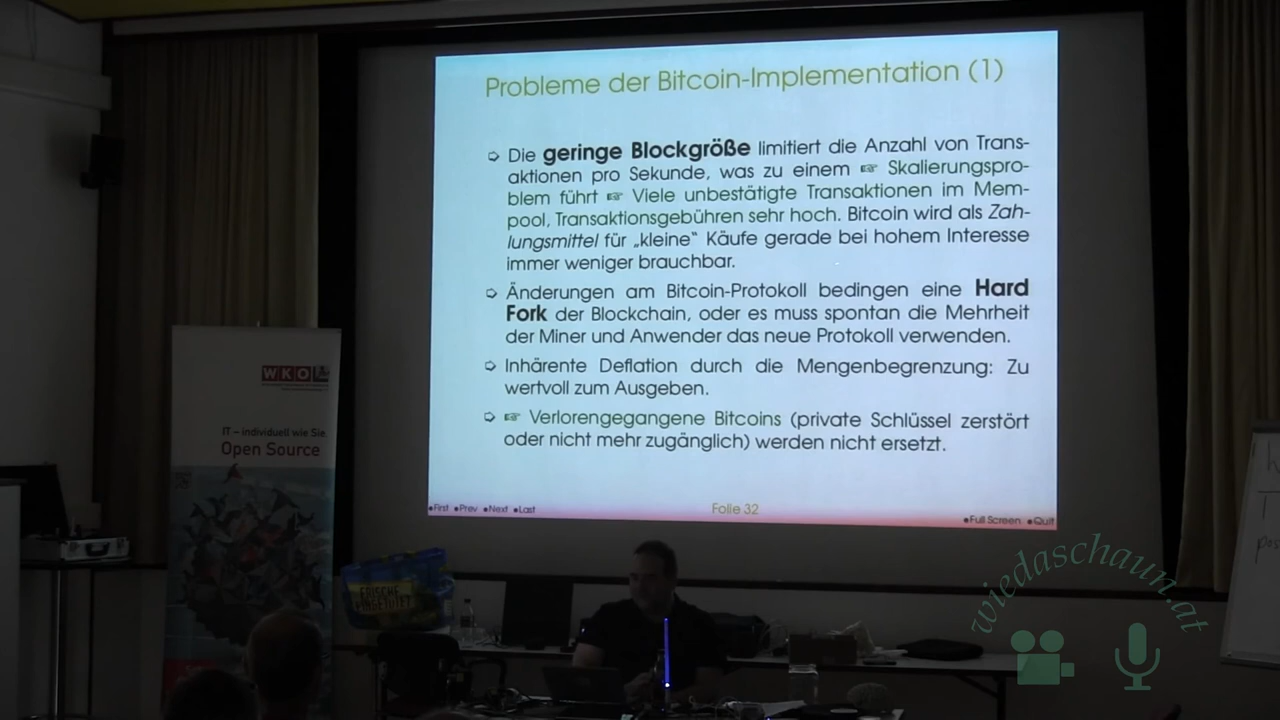 Probleme der Bitcoin-Implementation (1)
Die geringe Blockgröße limitiert die Anzahl von Trans-
aktionen pro Sekunde, was zu einem ☞ Skalierungspro-
blem führt ☞ Viele unbestätigte Transaktionen im Mem-
pool, Transaktionsgebühren sehr hoch. Bitcoin wird als Zah-
lungsmittel für „kleine“ Käufe gerade bei hohem Interesse
immer weniger brauchbar.
Änderungen am Bitcoin-Protokoll bedingen eine Hard
Fork der Blockchain, oder es muss spontan die Mehrheit
der Miner und Anwender das neue Protokoll verwenden.
Inhärente Deflation durch die Mengenbegrenzung: Zu
wertvoll zum Ausgeben.
☞ Verlorengegangene Bitcoins (private Schlüssel zerstört
oder nicht mehr zugänglich) werden nicht ersetzt.
●First ●Prev ●Next ●Last
Folie 32
●Full Screen ●Quit
WKO
IT – individuell wie Sie.
Open Source
FRISCHE
wiedaschaun.at